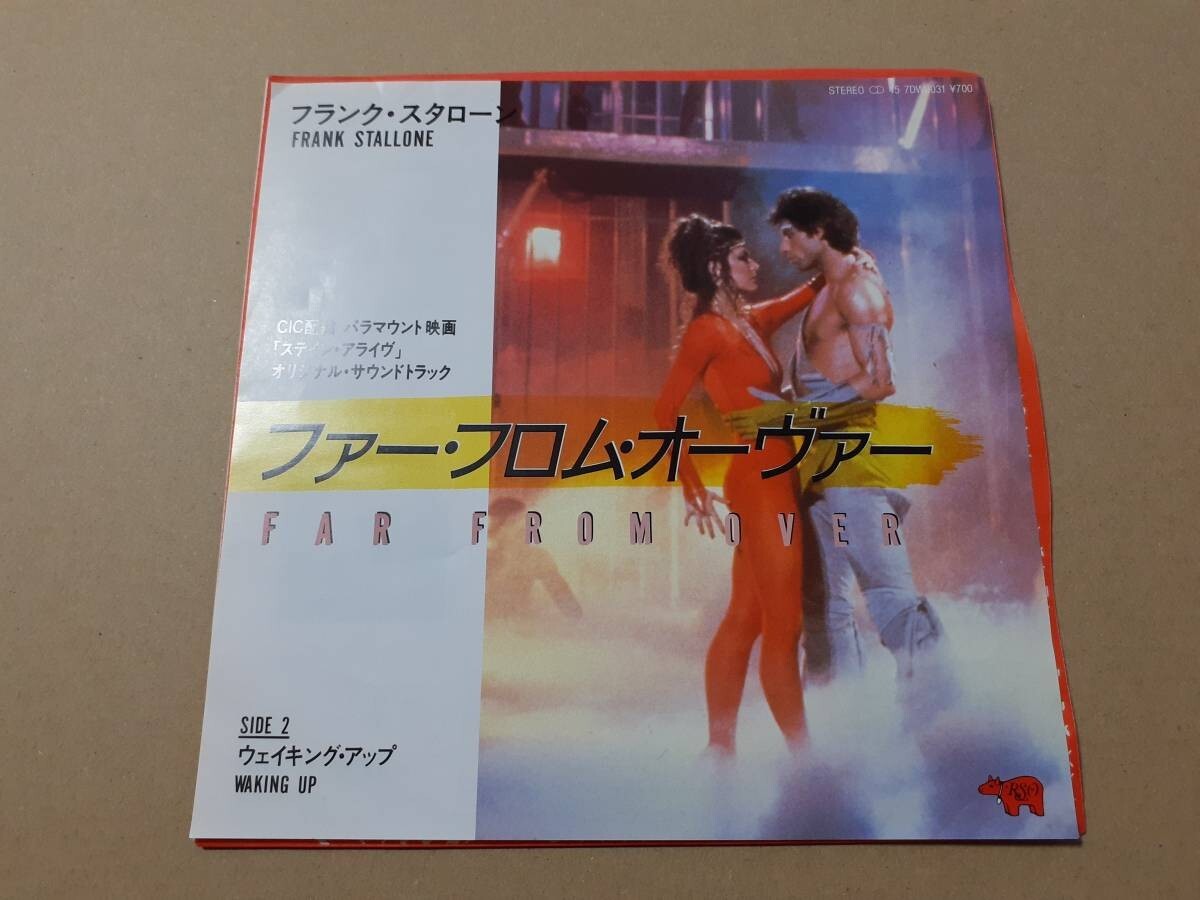 フランク・スタローン
FRANK STALLONE
STEREO 45 70W0031 ¥700
CIC配給 パラマウント映画
「ステイン・アライヴ」
オリジナル・サウンドトラック
ファー・フロム・オーヴァー
FAR FROM OVER
SIDE 2
ウェイキング・アップ
WAKING UP
RSO